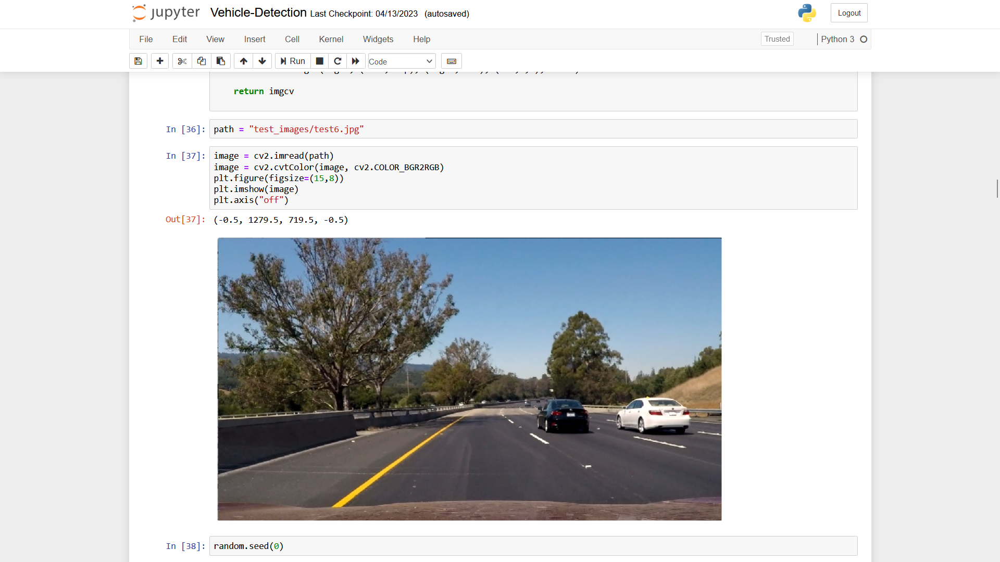 jupyter Vehicle-Detection Last Checkpoint: 04/13/2023 (autosaved)
Logout
File Edit View Insert Cell Kernel Widgets Help
Trusted Python 3
Run Code
return imgcv
In [36]: path = "test_images/test6.jpg"
In [37]: image = cv2.imread(path)
image = cv2.cvtColor(image, cv2.COLOR_BGR2RGB)
plt.figure(figsize=(15,8))
plt.imshow(image)
plt.axis("off")
Out[37]: (-0.5, 1279.5, 719.5, -0.5)
In [38]: random.seed(0)